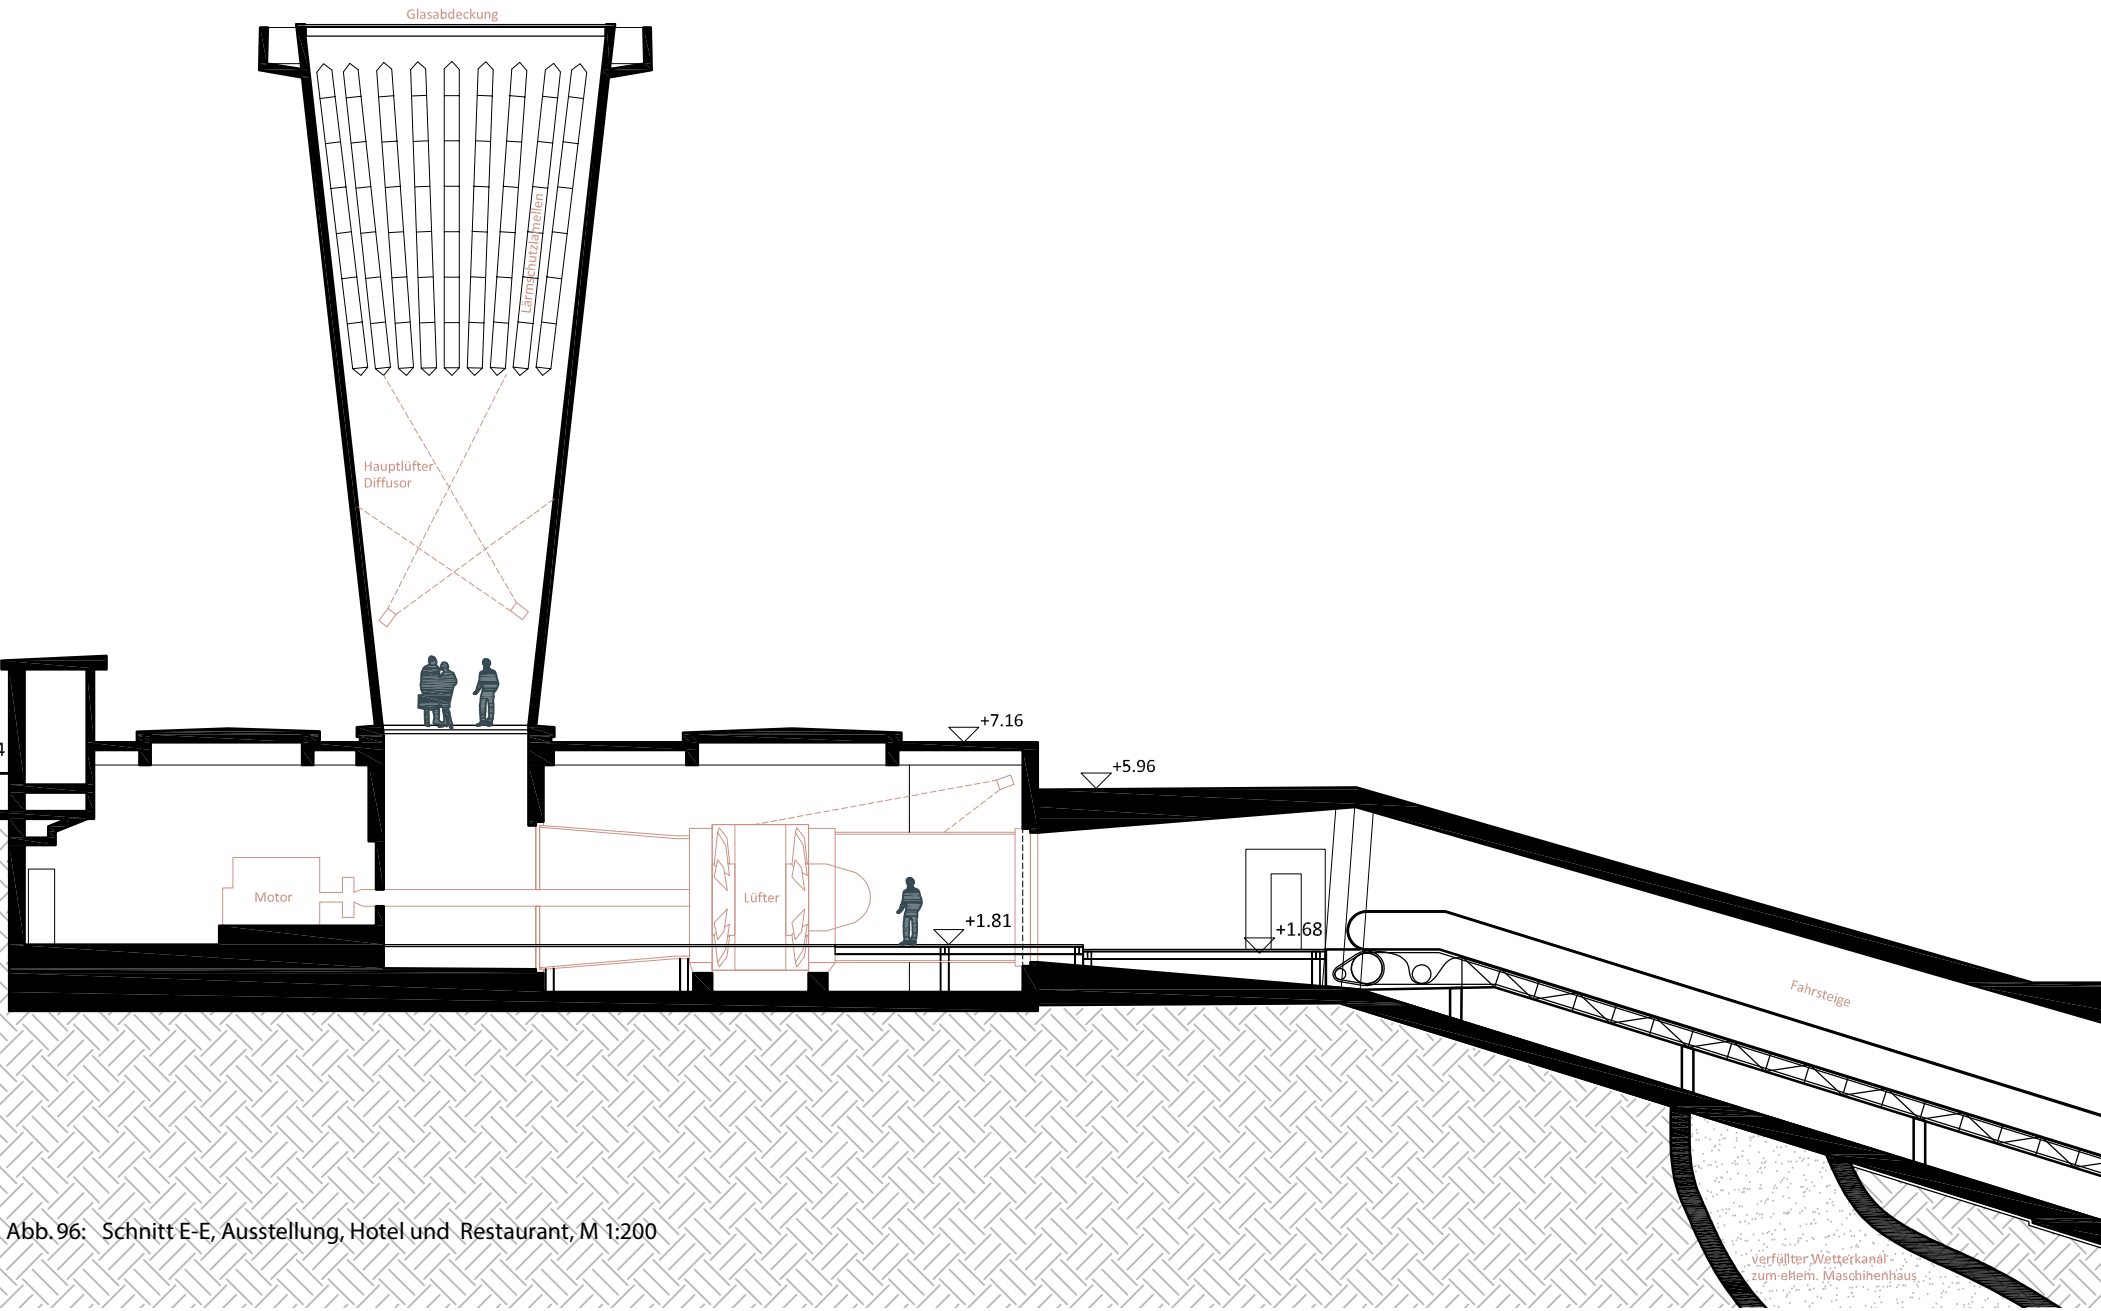 Glasabdeckung
Lärmschutzlamellen
Hauptlüfter
Diffusor
+7.16
4
+5.96
Motor
Lüfter
+1.81
+1.68
Fahrsteige
Abb. 96: Schnitt E-E, Ausstellung, Hotel und Restaurant, M 1:200
verfüllter Wetterkanal
zum ehem. Maschinenhaus